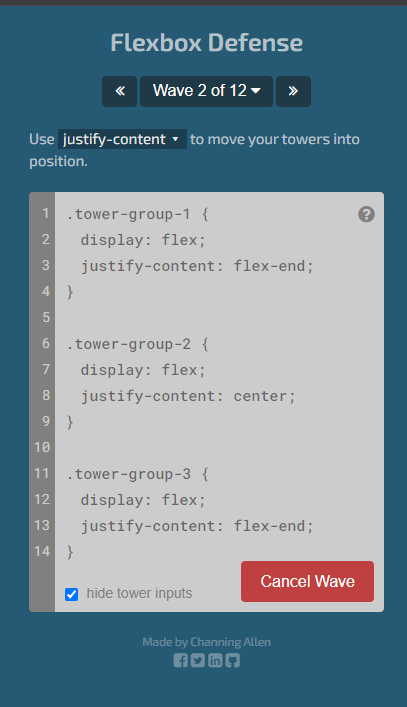 Flexbox Defense
« Wave 2 of 12 »
Use justify-content to move your towers into
position.
1 .tower-group-1 {
2 display: flex;
3 justify-content: flex-end;
4 }
5
6 .tower-group-2 {
7 display: flex;
8 justify-content: center;
9 }
10
11 .tower-group-3 {
12 display: flex;
13 justify-content: flex-end;
14 }
hide tower inputs
Cancel Wave
Made by Channing Allen